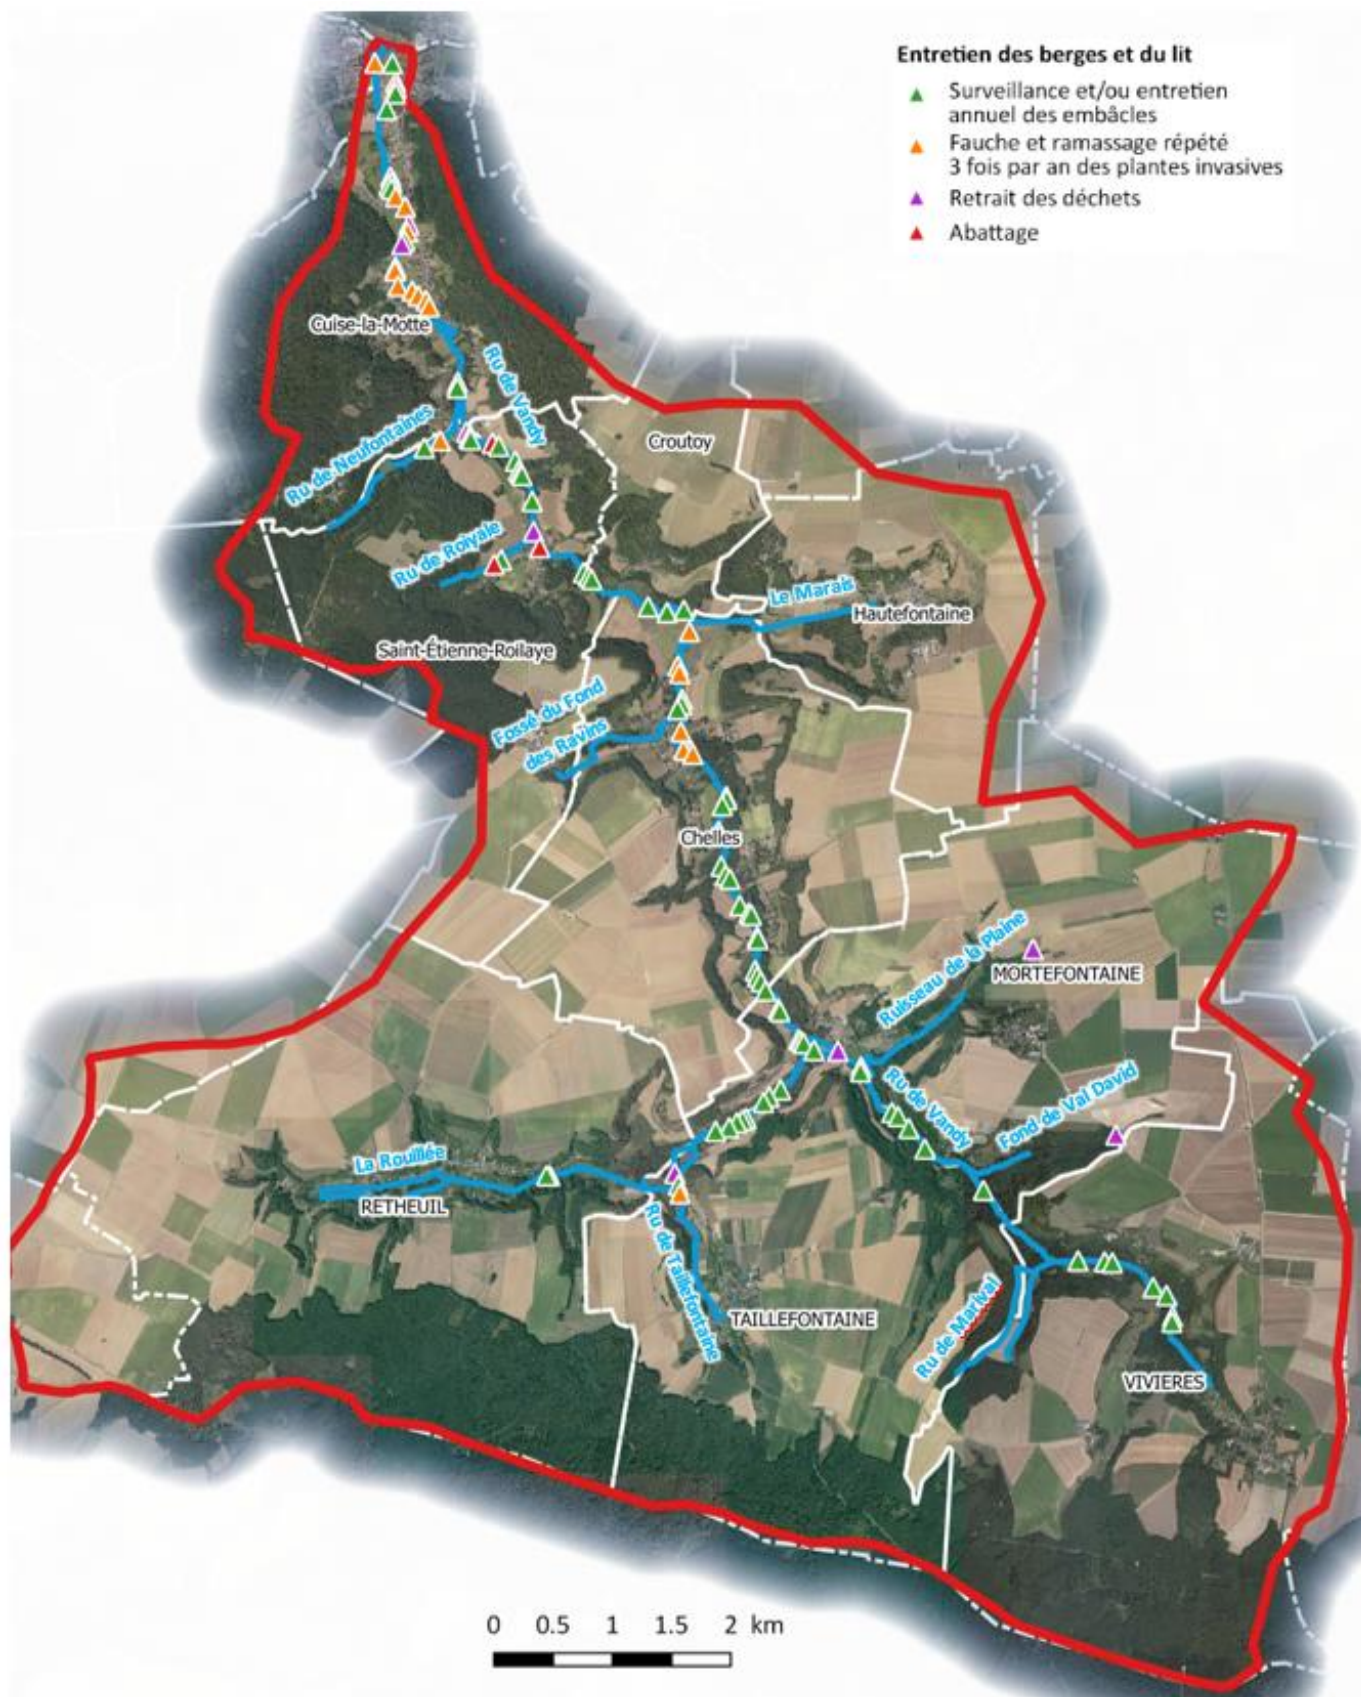 Entretien des berges et du lit
Surveillance et/ou entretien
annuel des embâcles
Fauche et ramassage répété
3 fois par an des plantes invasives
Retrait des déchets
Abattage
Cuise-la-Motte
Ru de Vandy
Ru de Neuffontaines
Croutoy
Ru de Roiyale
Le Marais
Hautefontaine
Saint-Étienne-Roilaye
Fossé du Fond
des Ravins
Chelles
Ruisseau de la Plaine
MORTEFONTAINE
Ru de Vandy
Fond de Val David
La Rouillée
RETHEUIL
Ru de Taillefontaine
TAILLEFONTAINE
Ru de Marival
VIVIERES
0 0.5 1 1.5 2 km